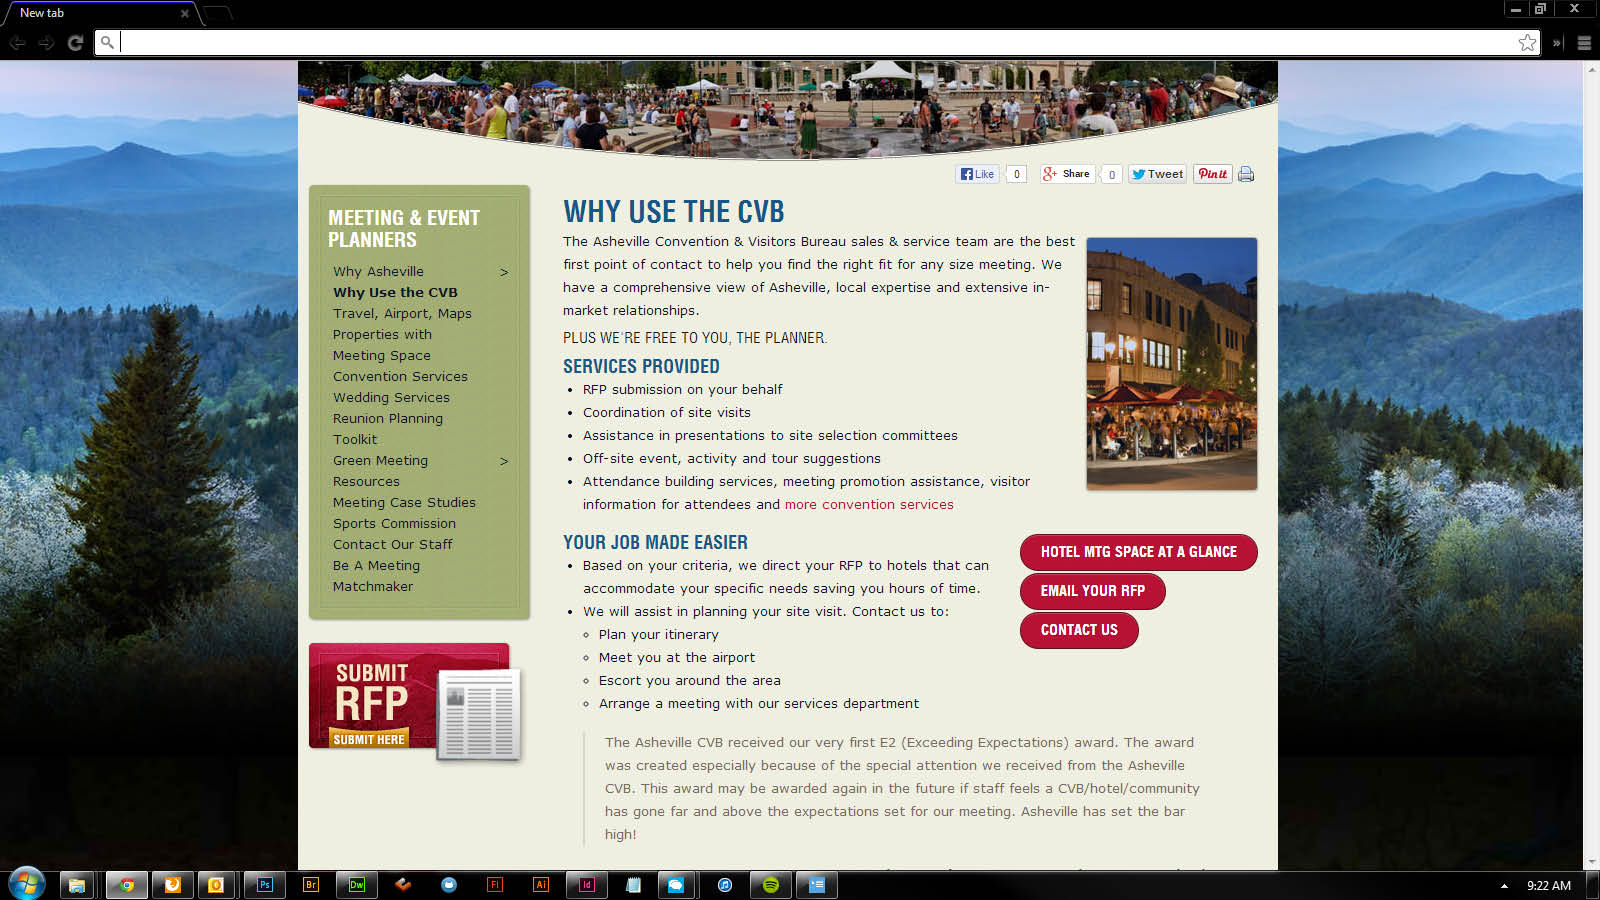 New tab
Like 0
Share 0
Tweet
Pin it
MEETING & EVENT
PLANNERS
Why Asheville >
Why Use the CVB
Travel, Airport, Maps
Properties with
Meeting Space
Convention Services
Wedding Services
Reunion Planning
Toolkit
Green Meeting >
Resources
Meeting Case Studies
Sports Commission
Contact Our Staff
Be A Meeting
Matchmaker
SUBMIT
RFP
SUBMIT HERE
WHY USE THE CVB
The Asheville Convention & Visitors Bureau sales & service team are the best
first point of contact to help you find the right fit for any size meeting. We
have a comprehensive view of Asheville, local expertise and extensive in-
market relationships.
PLUS WE'RE FREE TO YOU, THE PLANNER.
SERVICES PROVIDED
• RFP submission on your behalf
• Coordination of site visits
• Assistance in presentations to site selection committees
• Off-site event, activity and tour suggestions
• Attendance building services, meeting promotion assistance, visitor
information for attendees and more convention services
YOUR JOB MADE EASIER
• Based on your criteria, we direct your RFP to hotels that can
accommodate your specific needs saving you hours of time.
• We will assist in planning your site visit. Contact us to:
◦ Plan your itinerary
◦ Meet you at the airport
◦ Escort you around the area
◦ Arrange a meeting with our services department
HOTEL MTG SPACE AT A GLANCE
EMAIL YOUR RFP
CONTACT US
The Asheville CVB received our very first E2 (Exceeding Expectations) award. The award
was created especially because of the special attention we received from the Asheville
CVB. This award may be awarded again in the future if staff feels a CVB/hotel/community
has gone far and above the expectations set for our meeting. Asheville has set the bar
high!
Ps
Br
Dw
Fl
Ai
Id
9:22 AM